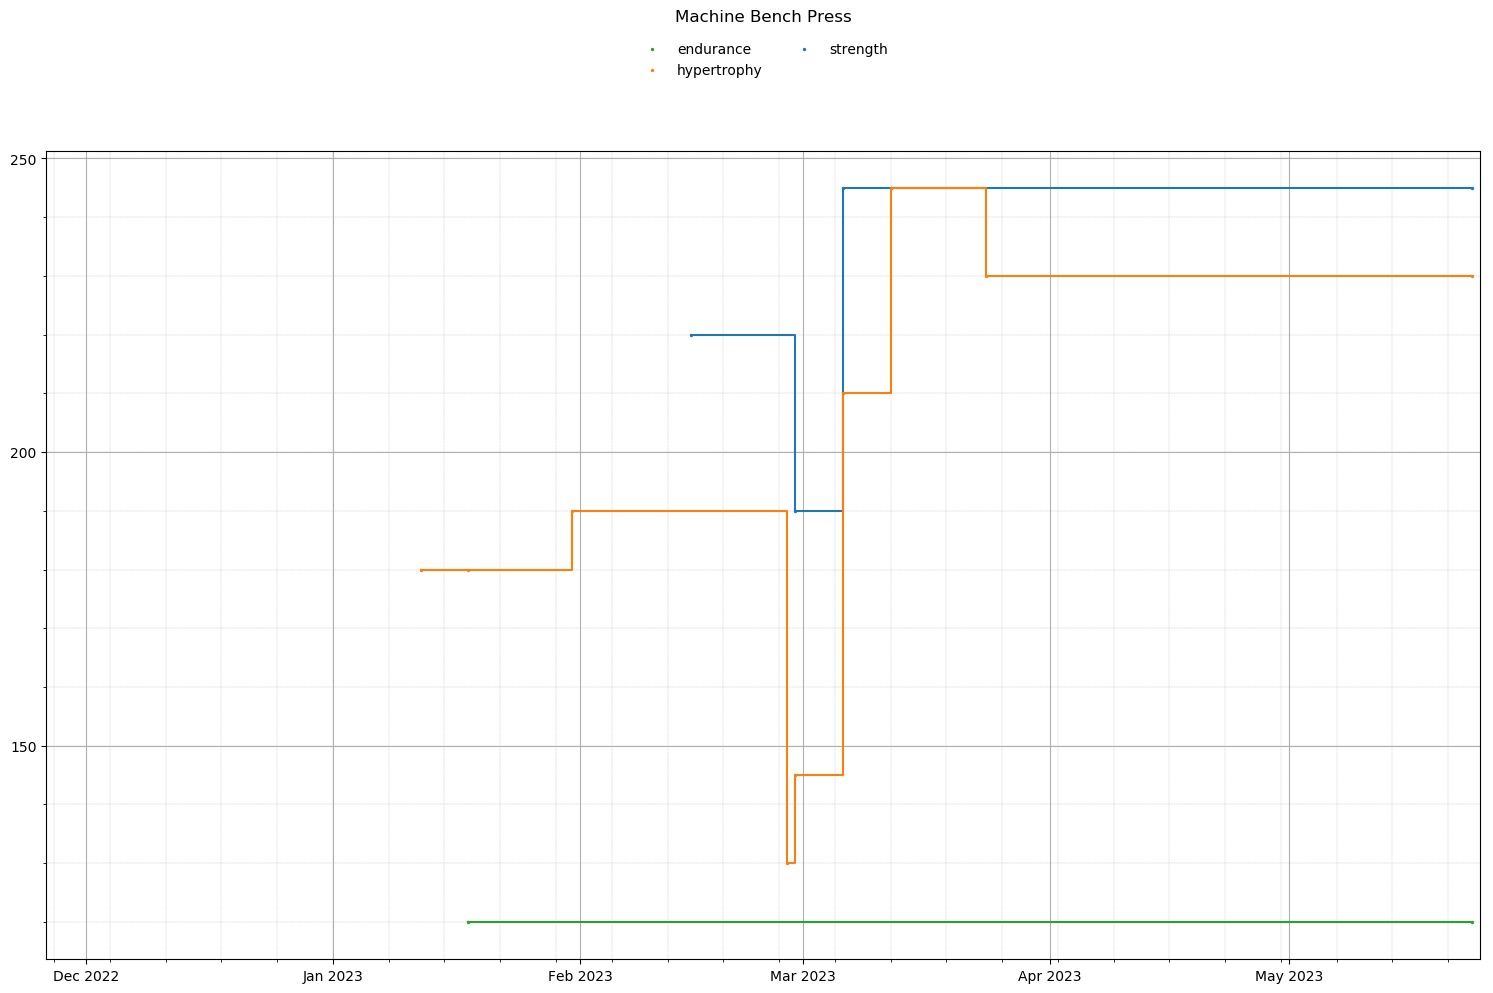 Machine Bench Press
endurance strength
hypertrophy
250
200
150
Dec 2022 Jan 2023 Feb 2023 Mar 2023 Apr 2023 May 2023